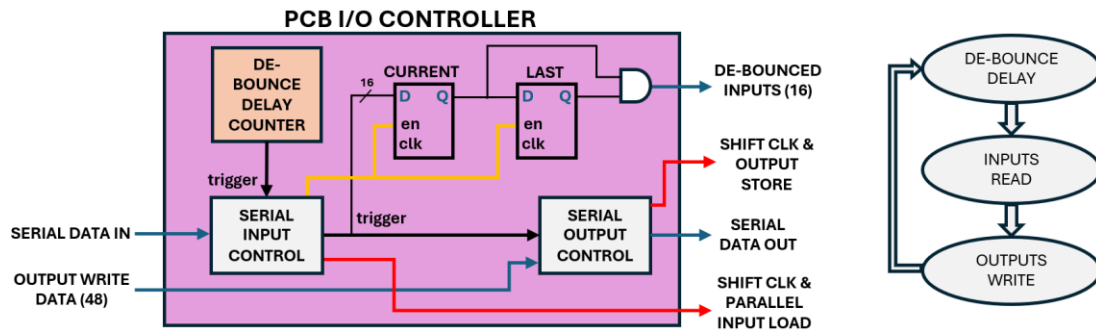 PCB I/O CONTROLLER
DE-
BOUNCE
DELAY
COUNTER
trigger
CURRENT
16
D Q
en
clk
LAST
D Q
en
clk
DE-BOUNCED
INPUTS (16)
SHIFT CLK &
OUTPUT
STORE
SERIAL DATA IN
SERIAL
INPUT
CONTROL
trigger
SERIAL
OUTPUT
CONTROL
SERIAL
DATA OUT
OUTPUT WRITE
DATA (48)
SHIFT CLK &
PARALLEL
INPUT LOAD
DE-BOUNCE
DELAY
INPUTS
READ
OUTPUTS
WRITE